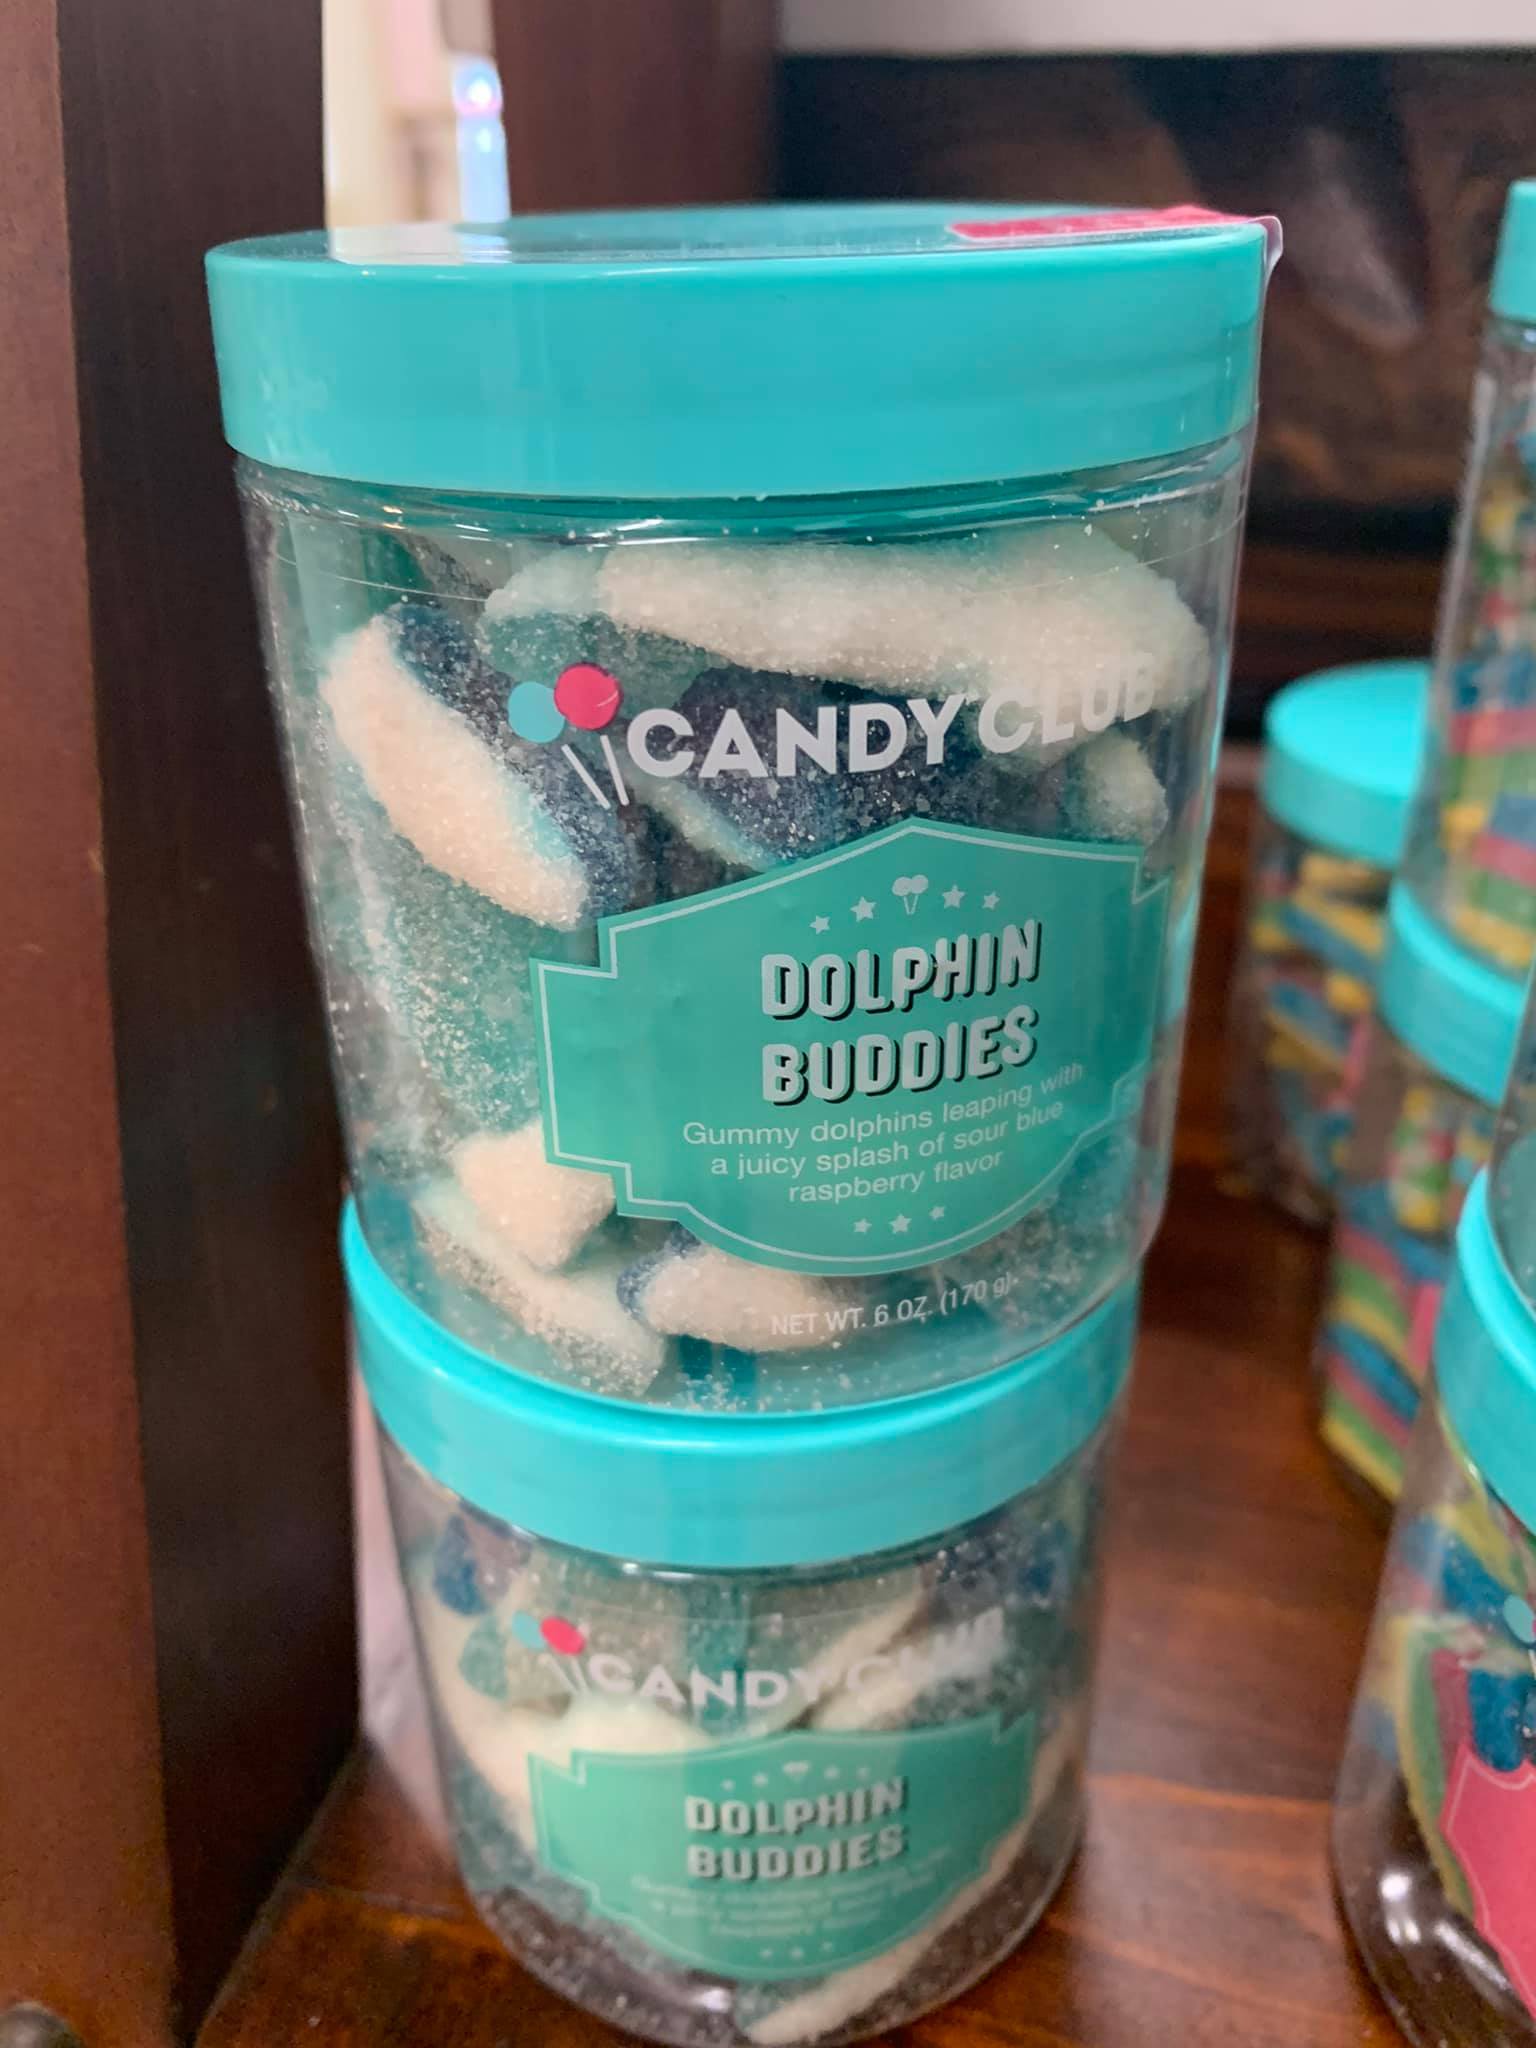 CANDY CLUB
DOLPHIN
BUDDIES
Gummy dolphins leaping with
a juicy splash of sour blue
raspberry flavor
NET WT. 6 OZ. (170 g)
CANDY CLUB
DOLPHIN
BUDDIES